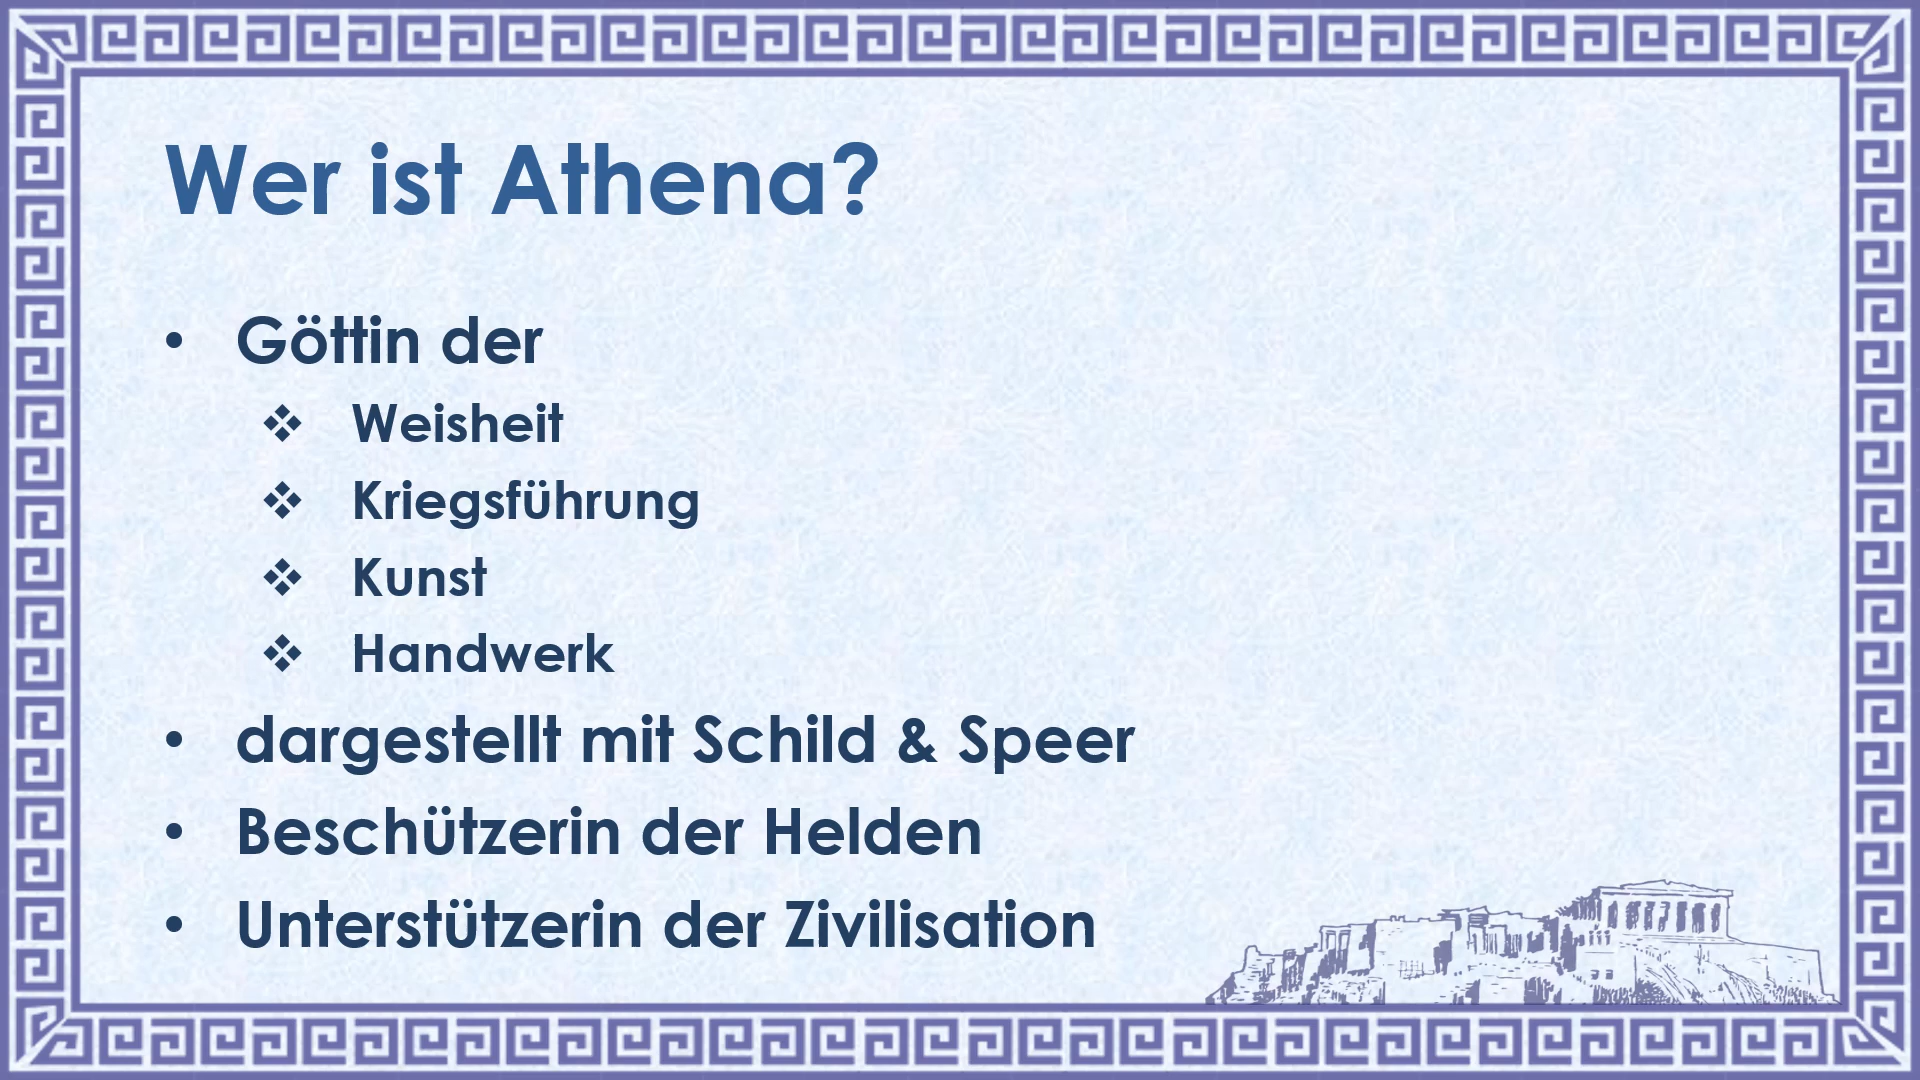 Wer ist Athena?
• Göttin der
❖ Weisheit
❖ Kriegsführung
❖ Kunst
❖ Handwerk
• dargestellt mit Schild & Speer
• Beschützerin der Helden
• Unterstützerin der Zivilisation